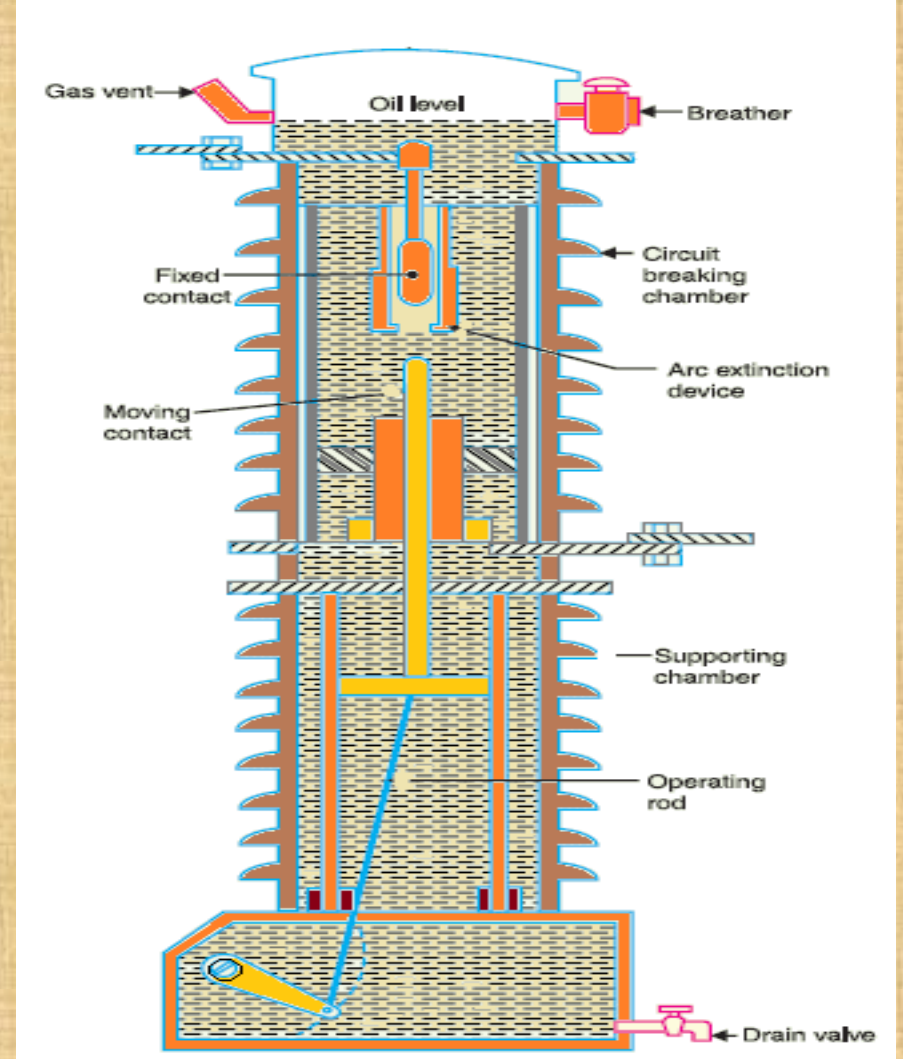 Gas vent
Oil level
Breather
Fixed
contact
Circuit
breaking
chamber
Arc extinction
device
Moving
contact
Supporting
chamber
Operating
rod
Drain valve